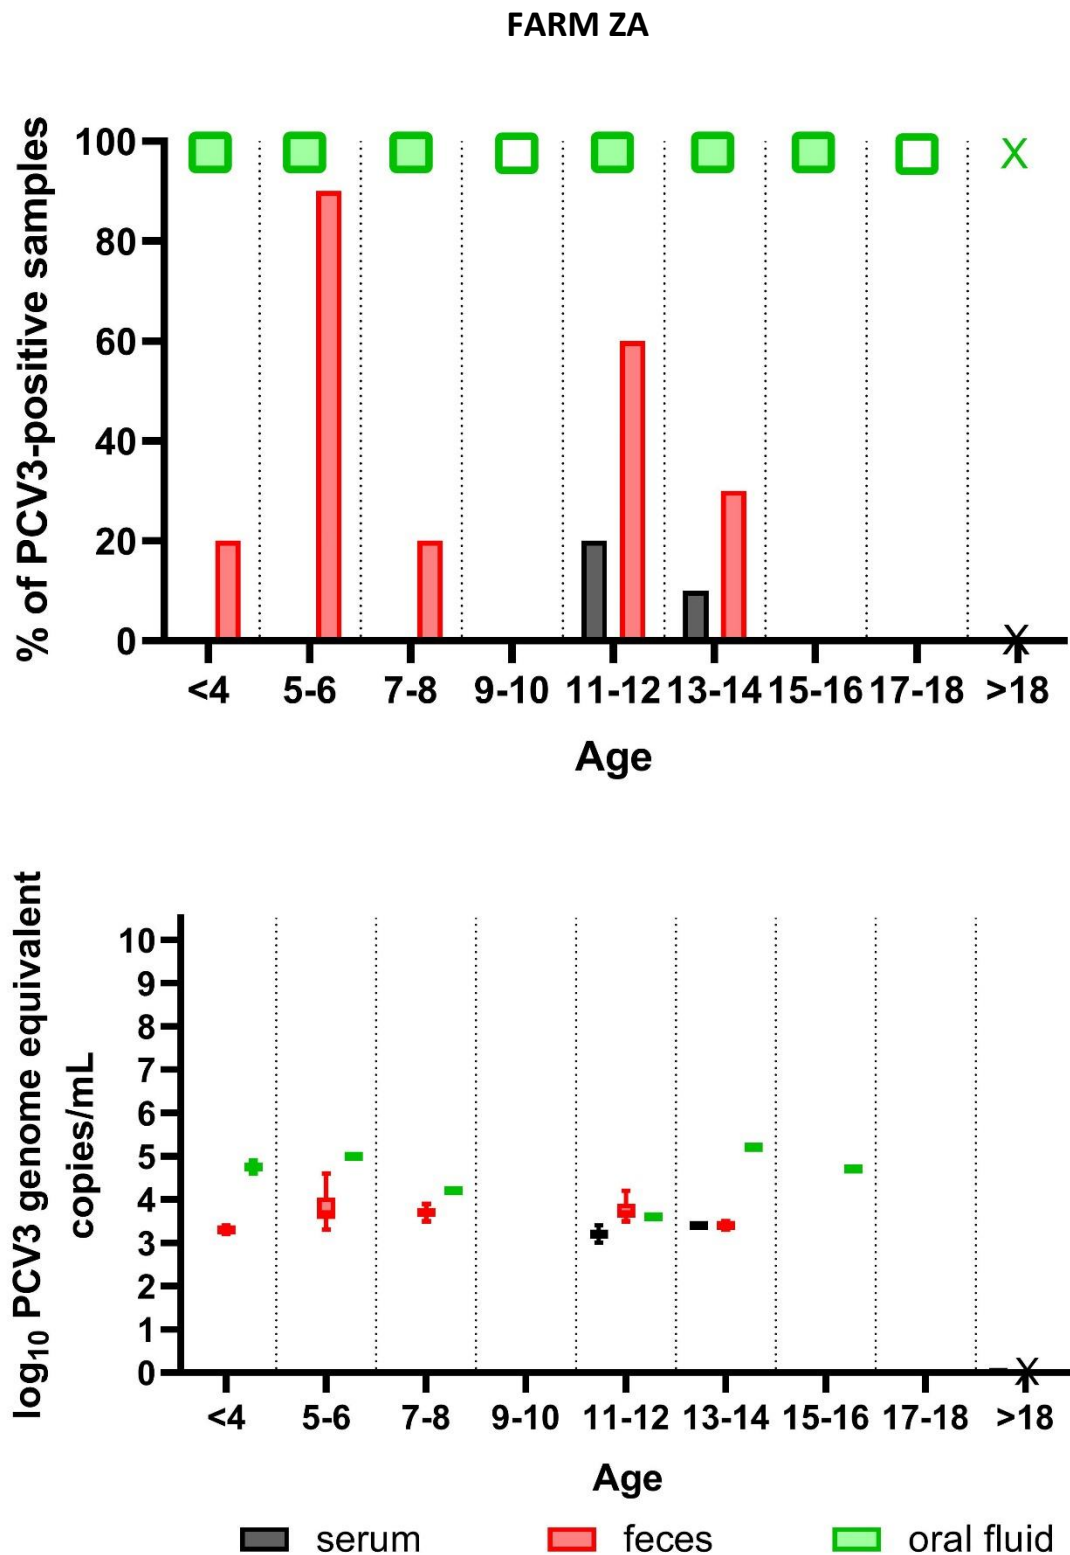 FARM ZA
% of PCV3-positive samples
100
80
60
40
20
0
X
X
<4 5-6 7-8 9-10 11-12 13-14 15-16 17-18 >18
Age
log10 PCV3 genome equivalent
copies/mL
10
9
8
7
6
5
4
3
2
1
0
X
<4 5-6 7-8 9-10 11-12 13-14 15-16 17-18 >18
Age
serum feces oral fluid